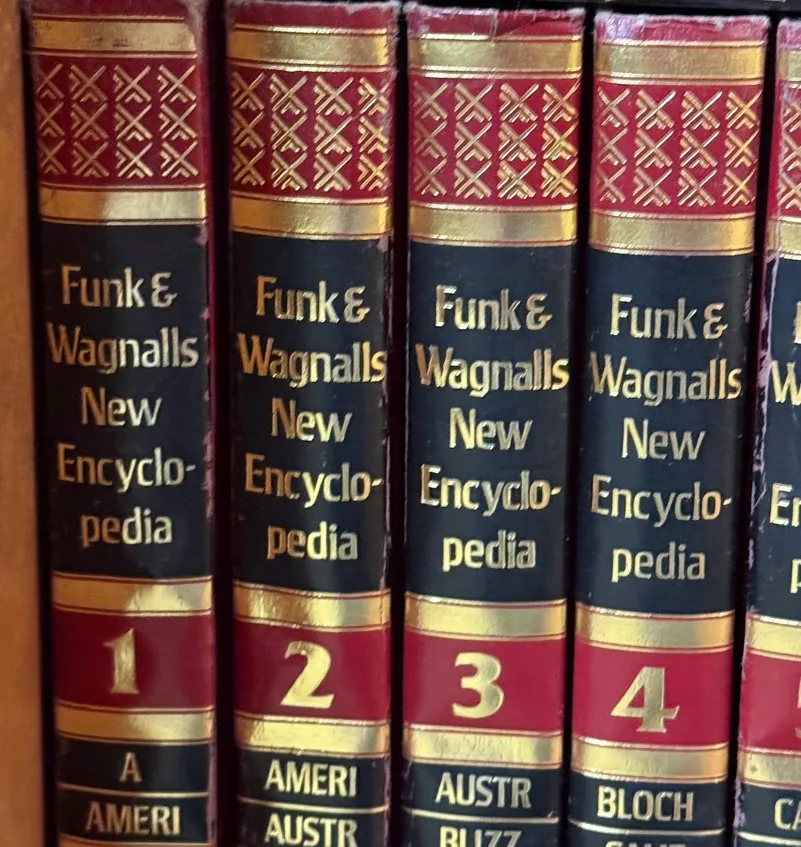 Funk &
Wagnalls
New
Encyclo-
pedia
1
A
AMERI
Funk &
Wagnalls
New
Encyclo-
pedia
2
AMERI
AUSTR
Funk &
Wagnalls
New
Encyclo-
pedia
3
AUSTR
BLIZZ
Funk &
Wagnalls
New
Encyclo-
pedia
4
BLOCH